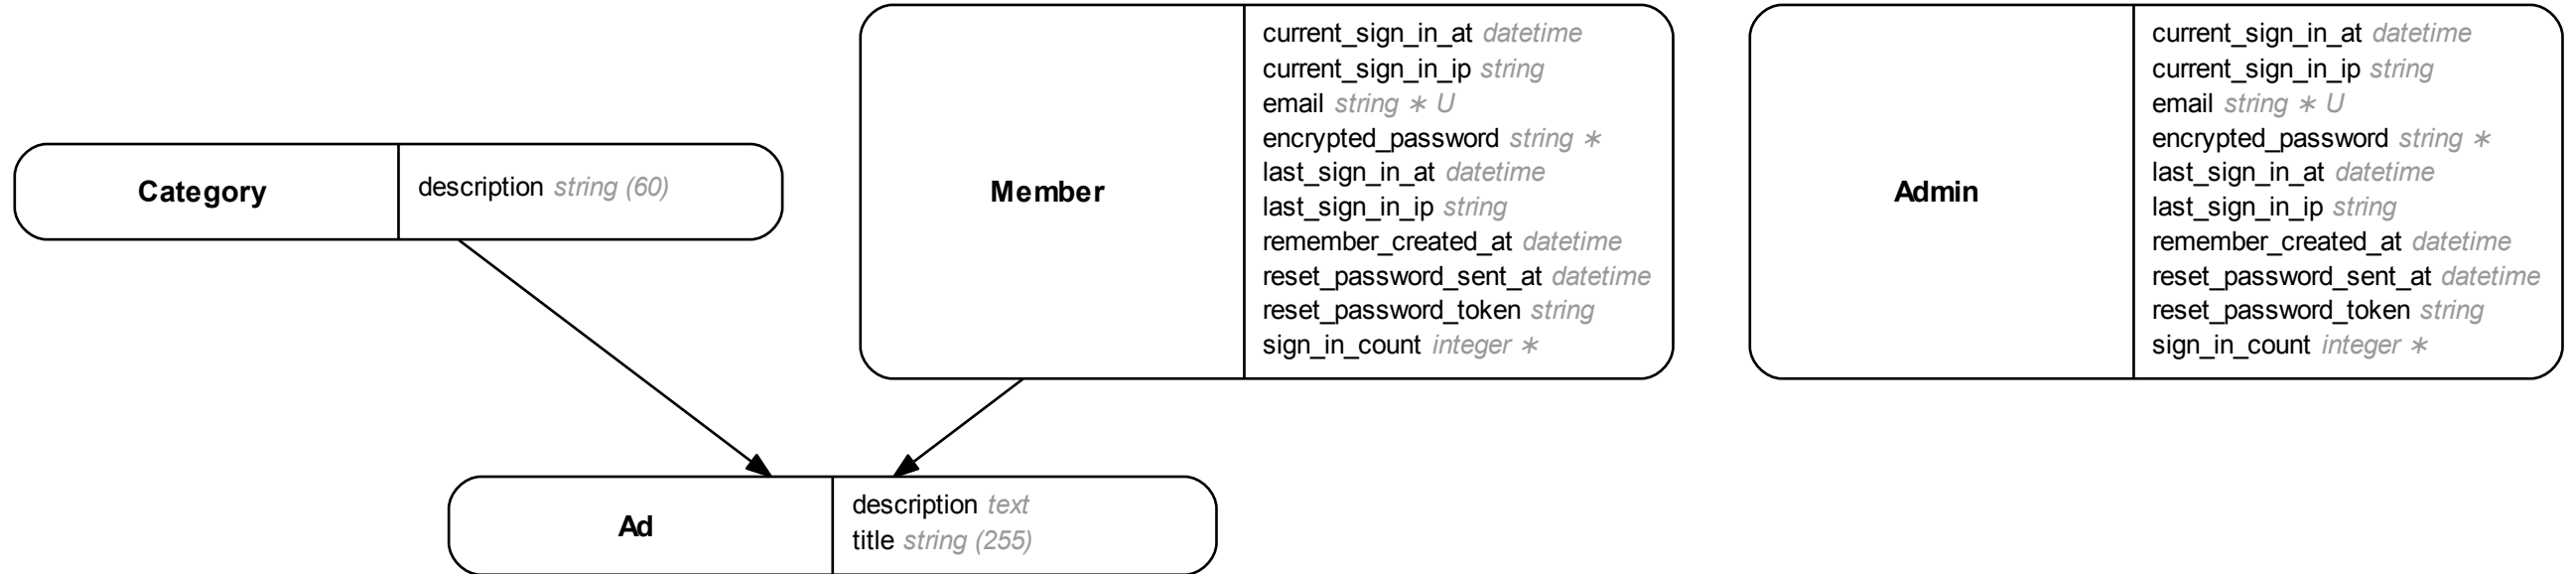 Category
description string (60)
Member
current_sign_in_at datetime
current_sign_in_ip string
email string ∗ U
encrypted_password string ∗
last_sign_in_at datetime
last_sign_in_ip string
remember_created_at datetime
reset_password_sent_at datetime
reset_password_token string
sign_in_count integer ∗
Admin
current_sign_in_at datetime
current_sign_in_ip string
email string ∗ U
encrypted_password string ∗
last_sign_in_at datetime
last_sign_in_ip string
remember_created_at datetime
reset_password_sent_at datetime
reset_password_token string
sign_in_count integer ∗
Ad
description text
title string (255)